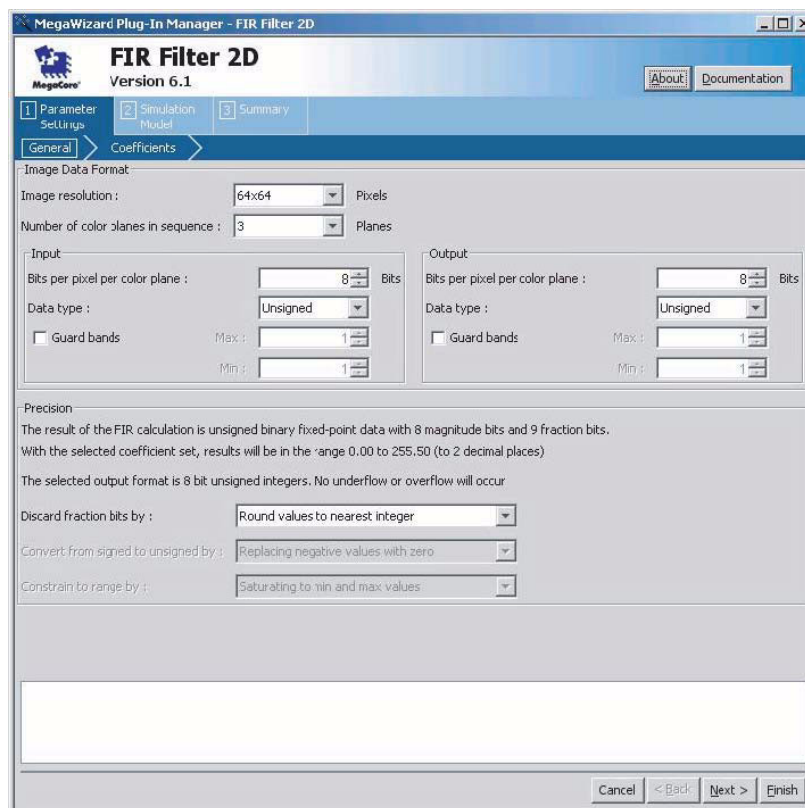 MegaWizard Plug-In Manager - FIR Filter 2D
MegaCore®
FIR Filter 2D
Version 6.1
About
Documentation
1 Parameter Settings
2 Simulation Model
3 Summary
General
Coefficients
Image Data Format
Image resolution :
64x64
Pixels
Number of color planes in sequence :
3
Planes
Input
Bits per pixel per color plane :
8
Bits
Data type :
Unsigned
Guard bands
Max :
1
Min :
1
Output
Bits per pixel per color plane :
8
Bits
Data type :
Unsigned
Guard bands
Max :
1
Min :
1
Precision
The result of the FIR calculation is unsigned binary fixed-point data with 8 magnitude bits and 9 fraction bits.
With the selected coefficient set, results will be in the range 0.00 to 255.50 (to 2 decimal places)
The selected output format is 8 bit unsigned integers. No underflow or overflow will occur
Discard fraction bits by :
Round values to nearest integer
Convert from signed to unsigned by :
Replacing negative values with zero
Constrain to range by :
Saturating to min and max values
Cancel
< Back
Next >
Finish